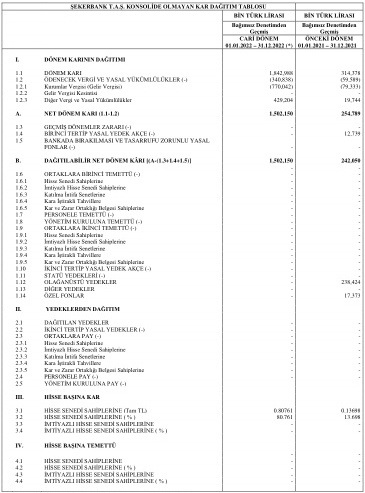 ŞEKERBANK T.A.Ş. KONSOLİDE OLMAYAN KAR DAĞITIM TABLOSU
BİN TÜRK LİRASI BİN TÜRK LİRASI
Bağımsız Denetimden Bağımsız Denetimden
Geçmiş Geçmiş
CARİ DÖNEM ÖNCEKİ DÖNEM
01.01.2022 – 31.12.2022 (*) 01.01.2021 – 31.12.2021
I. DÖNEM KARININ DAĞITIMI
1.1 DÖNEM KARI 1,842,988 314,378
1.2 ÖDENECEK VERGİ VE YASAL YÜKÜMLÜLÜKLER (-) (340,838) (59,589)
1.2.1 Kurumlar Vergisi (Gelir Vergisi) (770,042) (79,333)
1.2.2 Gelir Vergisi Kesintisi - -
1.2.3 Diğer Vergi ve Yasal Yükümlülükler 429,204 19,744
A. NET DÖNEM KARI (1.1-1.2) 1.502,150 254,789
1.3 GEÇMİŞ DÖNEMLER ZARARI (-) - -
1.4 BİRİNCİ TERTİP YASAL YEDEK AKÇE (-) - 12,739
1.5 BANKADA BIRAKILMASI VE TASARRUFU ZORUNLU YASAL
FONLAR (-) - -
B. DAĞITILABİLİR NET DÖNEM KÂRI [(A-(1.3+1.4+1.5)] 1.502,150 242,050
1.6 ORTAKLARA BİRİNCİ TEMETTÜ (-) - -
1.6.1 Hisse Senedi Sahiplerine - -
1.6.2 İmtiyazlı Hisse Senedi Sahiplerine - -
1.6.3 Katılma İntifa Senetlerine - -
1.6.4 Kara İştirakli Tahvillere - -
1.6.5 Kar ve Zarar Ortaklığı Belgesi Sahiplerine - -
1.7 PERSONELE TEMETTÜ (-) - -
1.8 YÖNETİM KURULUNA TEMETTÜ (-) - -
1.9 ORTAKLARA İKİNCİ TEMETTÜ (-) - -
1.9.1 Hisse Senedi Sahiplerine - -
1.9.2 İmtiyazlı Hisse Senedi Sahiplerine - -
1.9.3 Katılma İntifa Senetlerine - -
1.9.4 Kara İştirakli Tahvillere - -
1.9.5 Kar ve Zarar Ortaklığı Belgesi Sahiplerine - -
1.10 İKİNCİ TERTİP YASAL YEDEK AKÇE (-) - -
1.11 STATÜ YEDEKLERİ (-) - -
1.12 OLAĞANÜSTÜ YEDEKLER - 238,424
1.13 DİĞER YEDEKLER - -
1.14 ÖZEL FONLAR - 17,373
II. YEDEKLERDEN DAĞITIM
2.1 DAĞITILAN YEDEKLER - -
2.2 İKİNCİ TERTİP YASAL YEDEKLER (-) - -
2.3 ORTAKLARA PAY (-) - -
2.3.1 Hisse Senedi Sahiplerine - -
2.3.2 İmtiyazlı Hisse Senedi Sahiplerine - -
2.3.3 Katılma İntifa Senetlerine - -
2.3.4 Kara İştirakli Tahvillere - -
2.3.5 Kar ve Zarar Ortaklığı Belgesi Sahiplerine - -
2.4 PERSONELE PAY (-) - -
2.5 YÖNETİM KURULUNA PAY (-) - -
III. HİSSE BAŞINA KAR
3.1 HİSSE SENEDİ SAHİPLERİNE (Tam TL) 0.80761 0.13698
3.2 HİSSE SENEDİ SAHİPLERİNE ( % ) 80.761 13.698
3.3 İMTİYAZLI HİSSE SENEDİ SAHİPLERİNE - -
3.4 İMTİYAZLI HİSSE SENEDİ SAHİPLERİNE ( % ) - -
IV. HİSSE BAŞINA TEMETTÜ
4.1 HİSSE SENEDİ SAHİPLERİNE - -
4.2 HİSSE SENEDİ SAHİPLERİNE ( % ) - -
4.3 İMTİYAZLI HİSSE SENEDİ SAHİPLERİNE - -
4.4 İMTİYAZLI HİSSE SENEDİ SAHİPLERİNE ( % ) - -